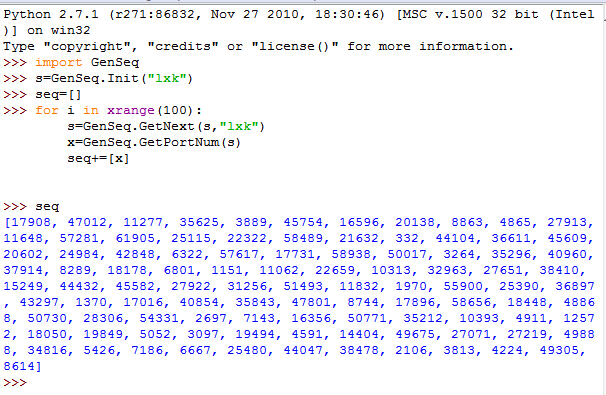 Python 2.7.1 (r271:86832, Nov 27 2010, 18:30:46) [MSC v.1500 32 bit (Intel
)] on win32
Type "copyright", "credits" or "license()" for more information.
>>> import GenSeq
>>> s=GenSeq.Init("lxk")
>>> seq=[]
>>> for i in xrange(100):
        s=GenSeq.GetNext(s,"lxk")
        x=GenSeq.GetPortNum(s)
        seq+=[x]
>>> seq
[17908, 47012, 11277, 35625, 3889, 45754, 16596, 20138, 8863, 4865, 27913,
11648, 57281, 61905, 25115, 22322, 58489, 21632, 332, 44104, 36611, 45609,
20602, 24984, 42848, 6322, 57617, 17731, 58938, 50017, 3264, 35296, 40960,
37914, 8289, 18178, 6801, 1151, 11062, 22659, 10313, 32963, 27651, 38410,
15249, 44432, 45582, 27922, 31256, 51493, 11832, 1970, 55900, 25390, 36897
, 43297, 1370, 17016, 40854, 35843, 47801, 8744, 17896, 58656, 18448, 4886
8, 50730, 28306, 54331, 2697, 7143, 16356, 50771, 35212, 10393, 4911, 1257
2, 18050, 19849, 5052, 3097, 19494, 4591, 14404, 49675, 27071, 27219, 4988
8, 34816, 5426, 7186, 6667, 25480, 44047, 38478, 2106, 3813, 4224, 49305,
8614]
>>>